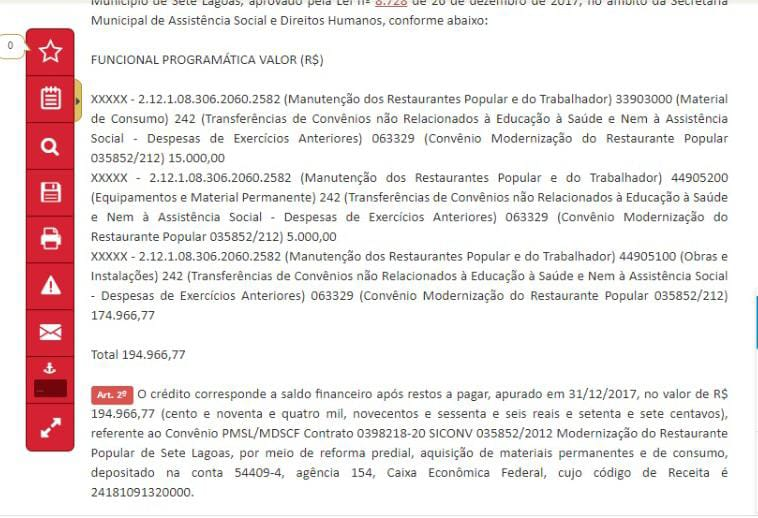 Município de Sete Lagoas, aprovado pela Lei nº 8.728 de 26 de dezembro de 2017, no âmbito da Secretaria
Municipal de Assistência Social e Direitos Humanos, conforme abaixo:
0
FUNCIONAL PROGRAMÁTICA VALOR (R$)
XXXXX - 2.12.1.08.306.2060.2582 (Manutenção dos Restaurantes Popular e do Trabalhador) 33903000 (Material
de Consumo) 242 (Transferências de Convênios não Relacionados à Educação à Saúde e Nem à Assistência
Social - Despesas de Exercícios Anteriores) 063329 (Convênio Modernização do Restaurante Popular
035852/212) 15.000,00
XXXXX - 2.12.1.08.306.2060.2582 (Manutenção dos Restaurantes Popular e do Trabalhador) 44905200
(Equipamentos e Material Permanente) 242 (Transferências de Convênios não Relacionados à Educação à Saúde
e Nem à Assistência Social - Despesas de Exercícios Anteriores) 063329 (Convênio Modernização do
Restaurante Popular 035852/212) 5.000,00
XXXXX - 2.12.1.08.306.2060.2582 (Manutenção dos Restaurantes Popular e do Trabalhador) 44905100 (Obras e
Instalações) 242 (Transferências de Convênios não Relacionados à Educação à Saúde e Nem à Assistência Social
- Despesas de Exercícios Anteriores) 063329 (Convênio Modernização do Restaurante Popular 035852/212)
174.966,77
Total 194.966,77
Art. 2º O crédito corresponde a saldo financeiro após restos a pagar, apurado em 31/12/2017, no valor de R$
194.966,77 (cento e noventa e quatro mil, novecentos e sessenta e seis reais e setenta e sete centavos),
referente ao Convênio PMSL/MDSCF Contrato 0398218-20 SICONV 035852/2012 Modernização do Restaurante
Popular de Sete Lagoas, por meio de reforma predial, aquisição de materiais permanentes e de consumo,
depositado na conta 54409-4, agência 154, Caixa Econômica Federal, cujo código de Receita é
24181091320000.